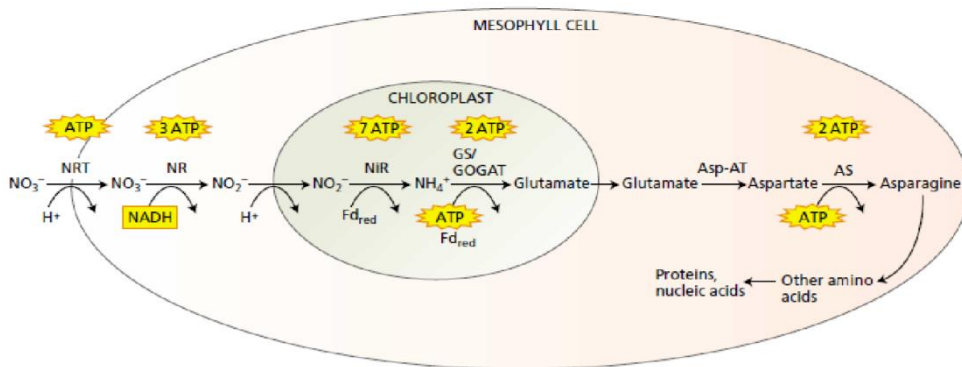 MESOPHYLL CELL
CHLOROPLAST
ATP 3 ATP 7 ATP 2 ATP 2 ATP
GS/
NRT NR NiR GOGAT Asp-AT AS
NO₃⁻ NO₃⁻ NO₂⁻ NO₂⁻ NH₄⁺ Glutamate Glutamate Aspartate Asparagine
H⁺ NADH H⁺ Fd_red ATP ATP
Fd_red
Proteins, Other amino
nucleic acids acids